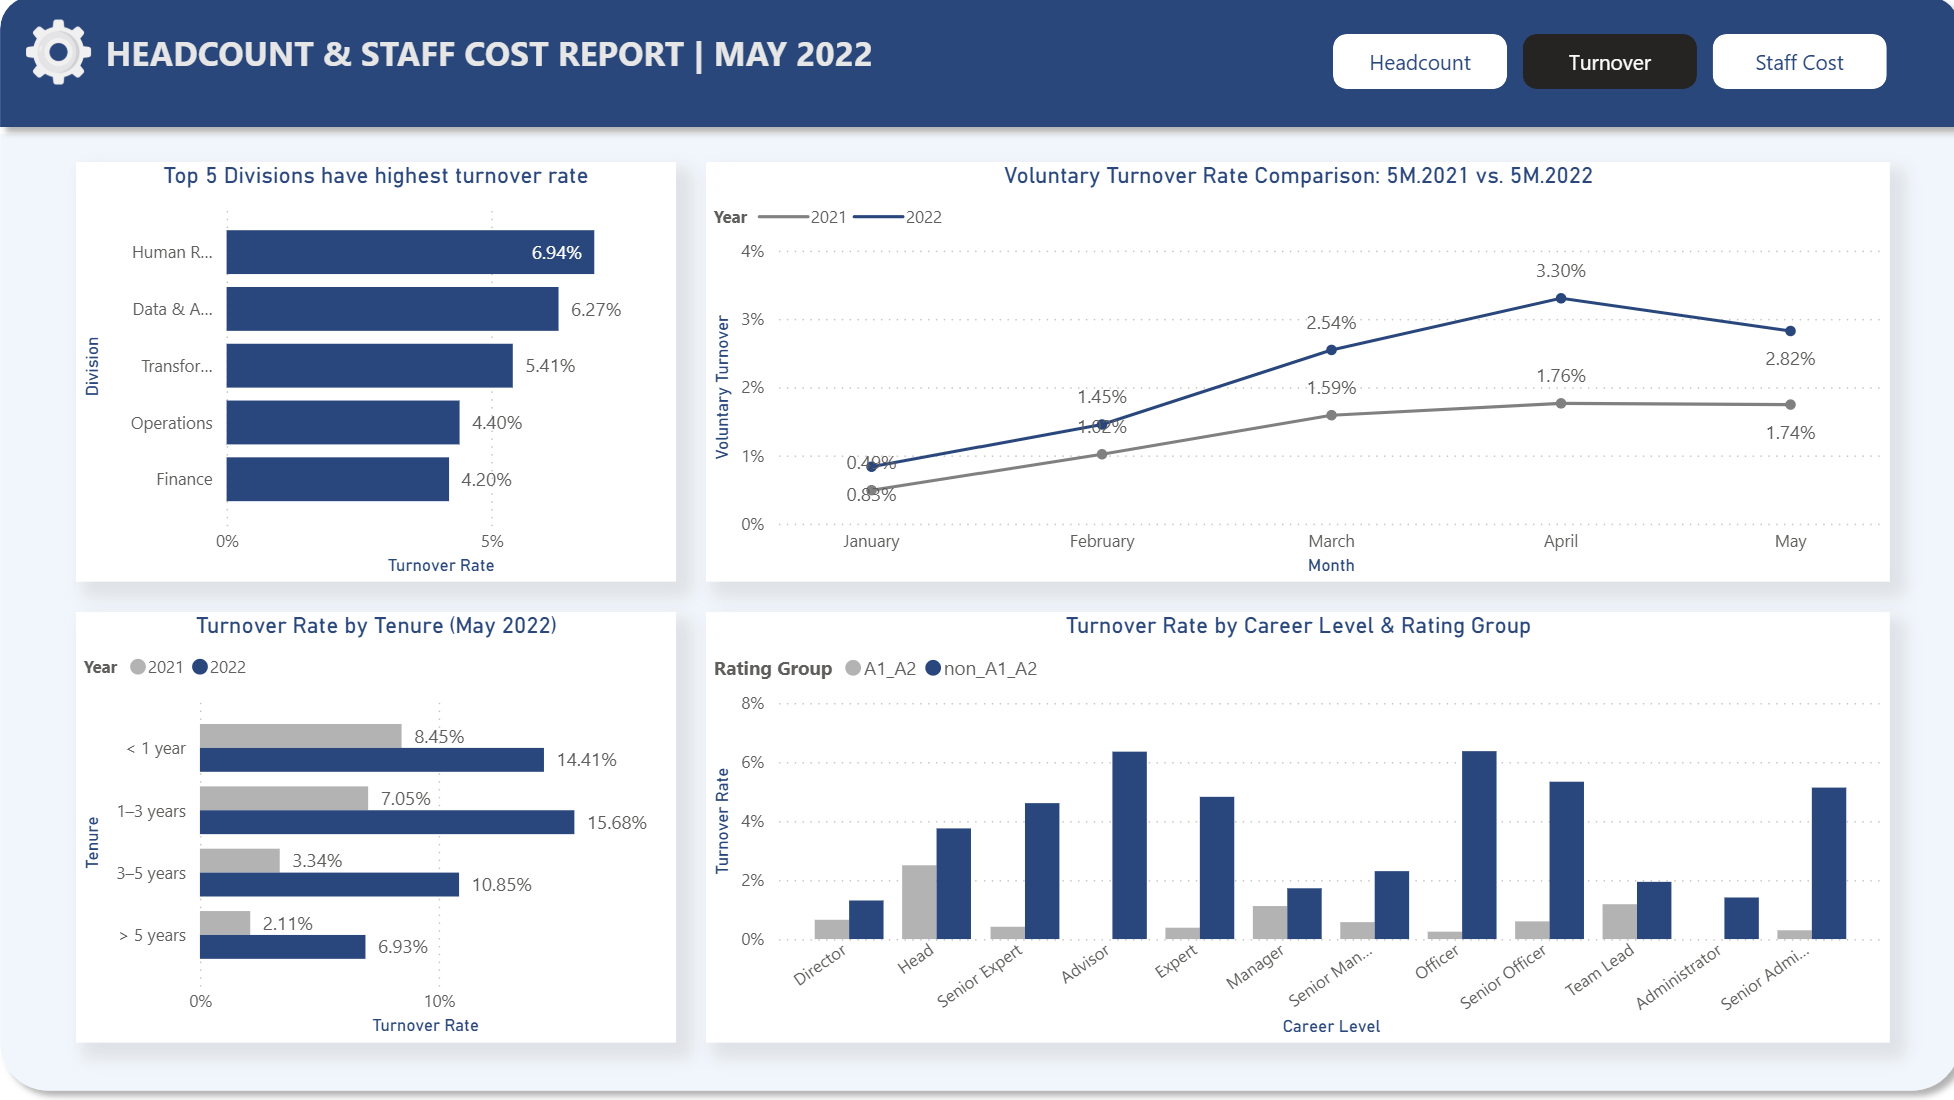 HEADCOUNT & STAFF COST REPORT | MAY 2022
Headcount
Turnover
Staff Cost
Top 5 Divisions have highest turnover rate
Division
Human R...
6.94%
Data & A...
6.27%
Transfor...
5.41%
Operations
4.40%
Finance
4.20%
0%
5%
Turnover Rate
Voluntary Turnover Rate Comparison: 5M.2021 vs. 5M.2022
Year 2021 2022
Voluntary Turnover
4%
3%
2%
1%
0%
0.49%
0.83%
1.45%
1.02%
2.54%
1.59%
3.30%
1.76%
2.82%
1.74%
January
February
March
April
May
Month
Turnover Rate by Tenure (May 2022)
Year 2021 2022
Tenure
< 1 year
8.45%
14.41%
1–3 years
7.05%
15.68%
3–5 years
3.34%
10.85%
> 5 years
2.11%
6.93%
0%
10%
Turnover Rate
Turnover Rate by Career Level & Rating Group
Rating Group A1_A2 non_A1_A2
Turnover Rate
8%
6%
4%
2%
0%
Director
Head
Senior Expert
Advisor
Expert
Manager
Senior Man...
Officer
Senior Officer
Team Lead
Administrator
Senior Admi...
Career Level